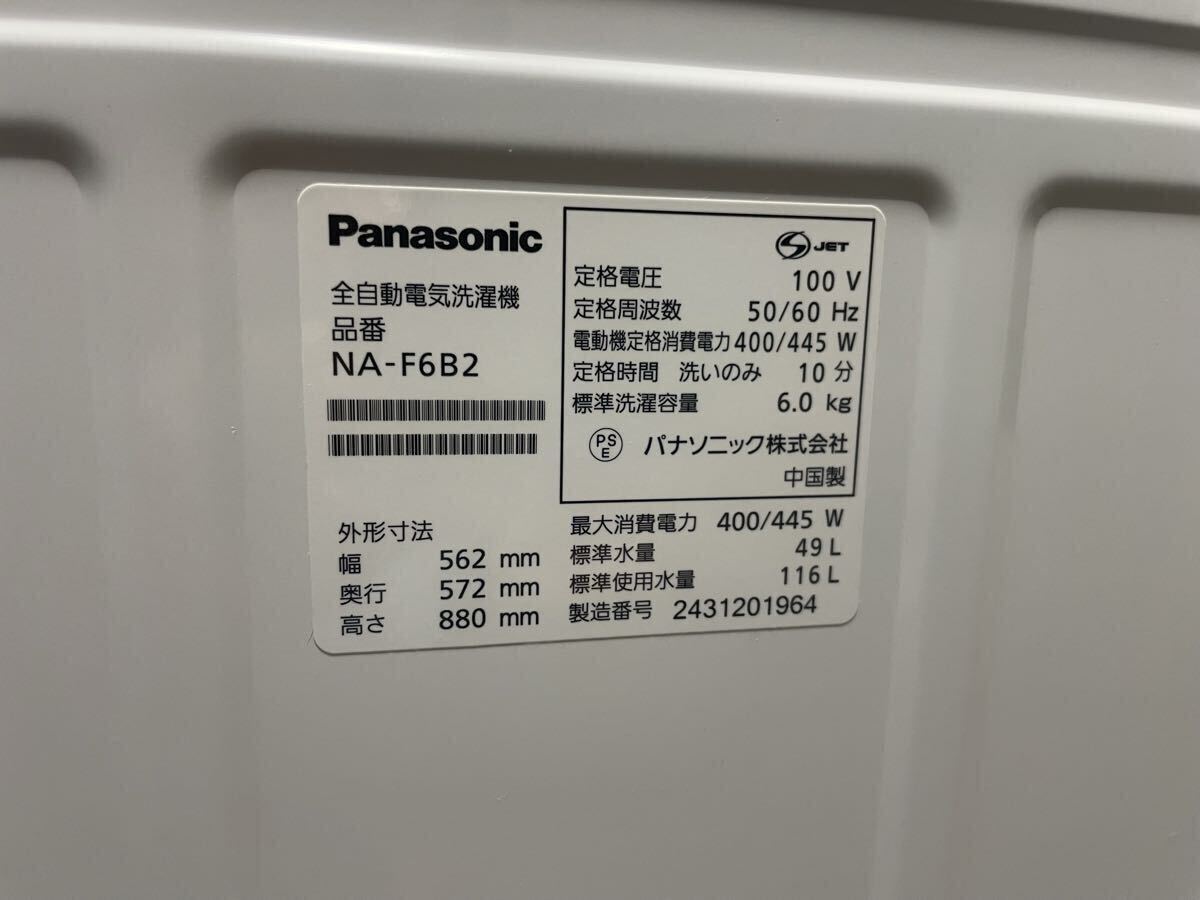 Panasonic
全自動電気洗濯機
品番
NA-F6B2
外形寸法
幅 562 mm
奥行 572 mm
高さ 880 mm
JET
定格電圧 100 V
定格周波数 50/60 Hz
電動機定格消費電力 400/445 W
定格時間 洗いのみ 10 分
標準洗濯容量 6.0 kg
PSE パナソニック株式会社
中国製
最大消費電力 400/445 W
標準水量 49 L
標準使用水量 116 L
製造番号 2431201964